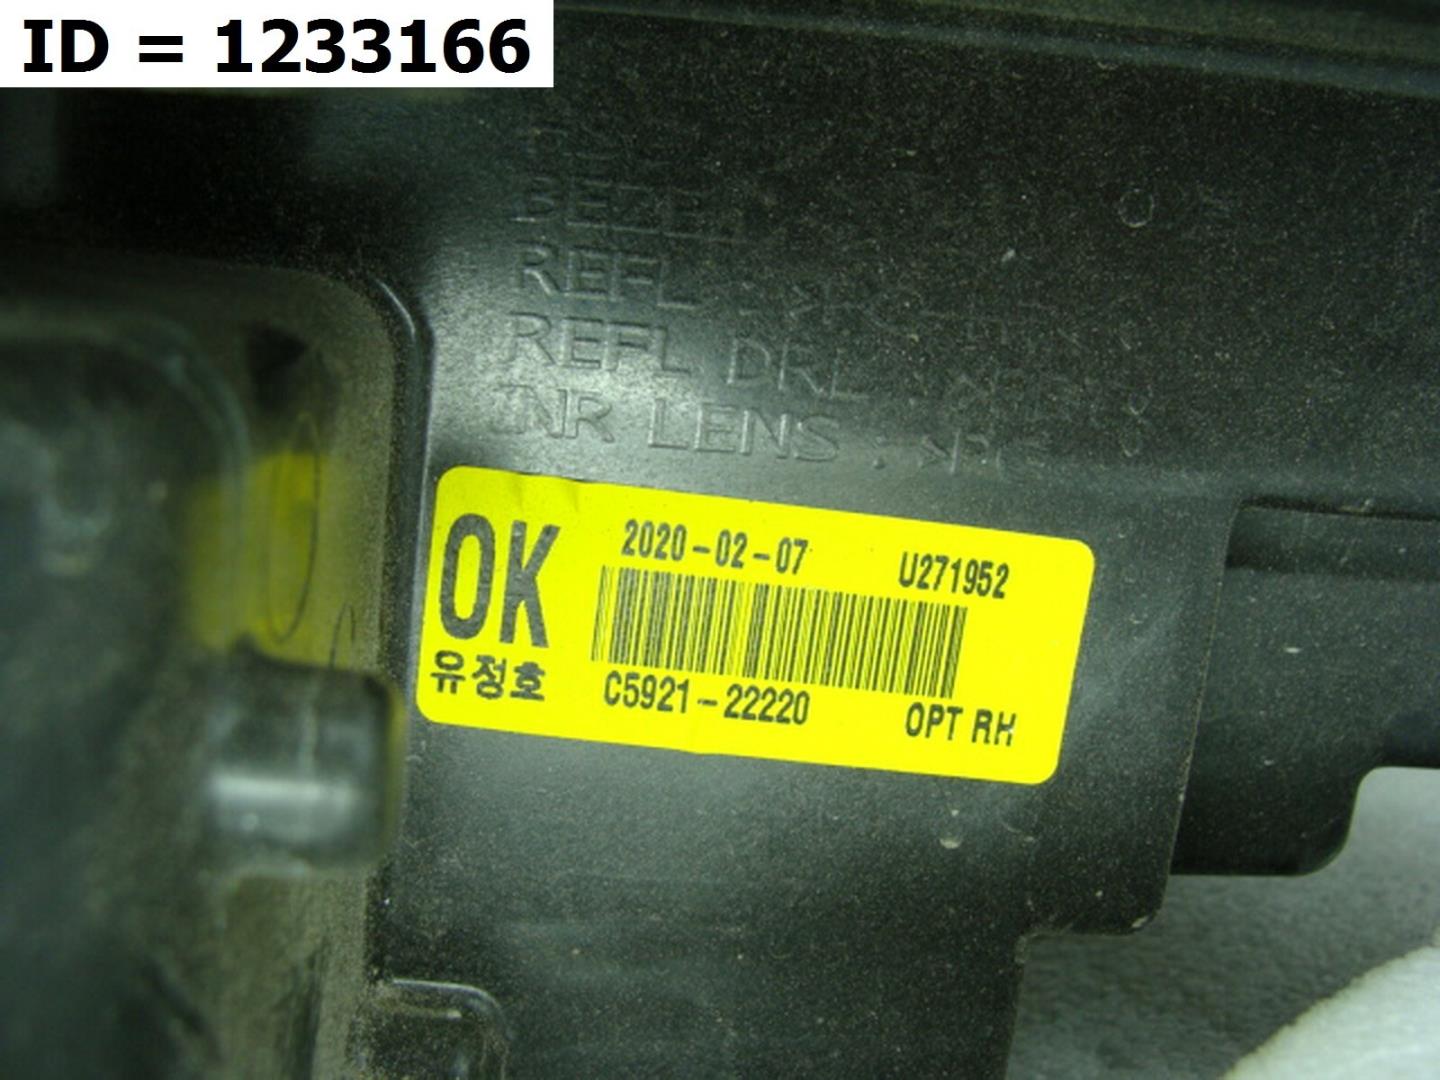 ID = 1233166
REFL
REFL DRL
INR LENS : >PC
OK 2020-02-07 U271952
유정호 C5921-22220 OPT RH